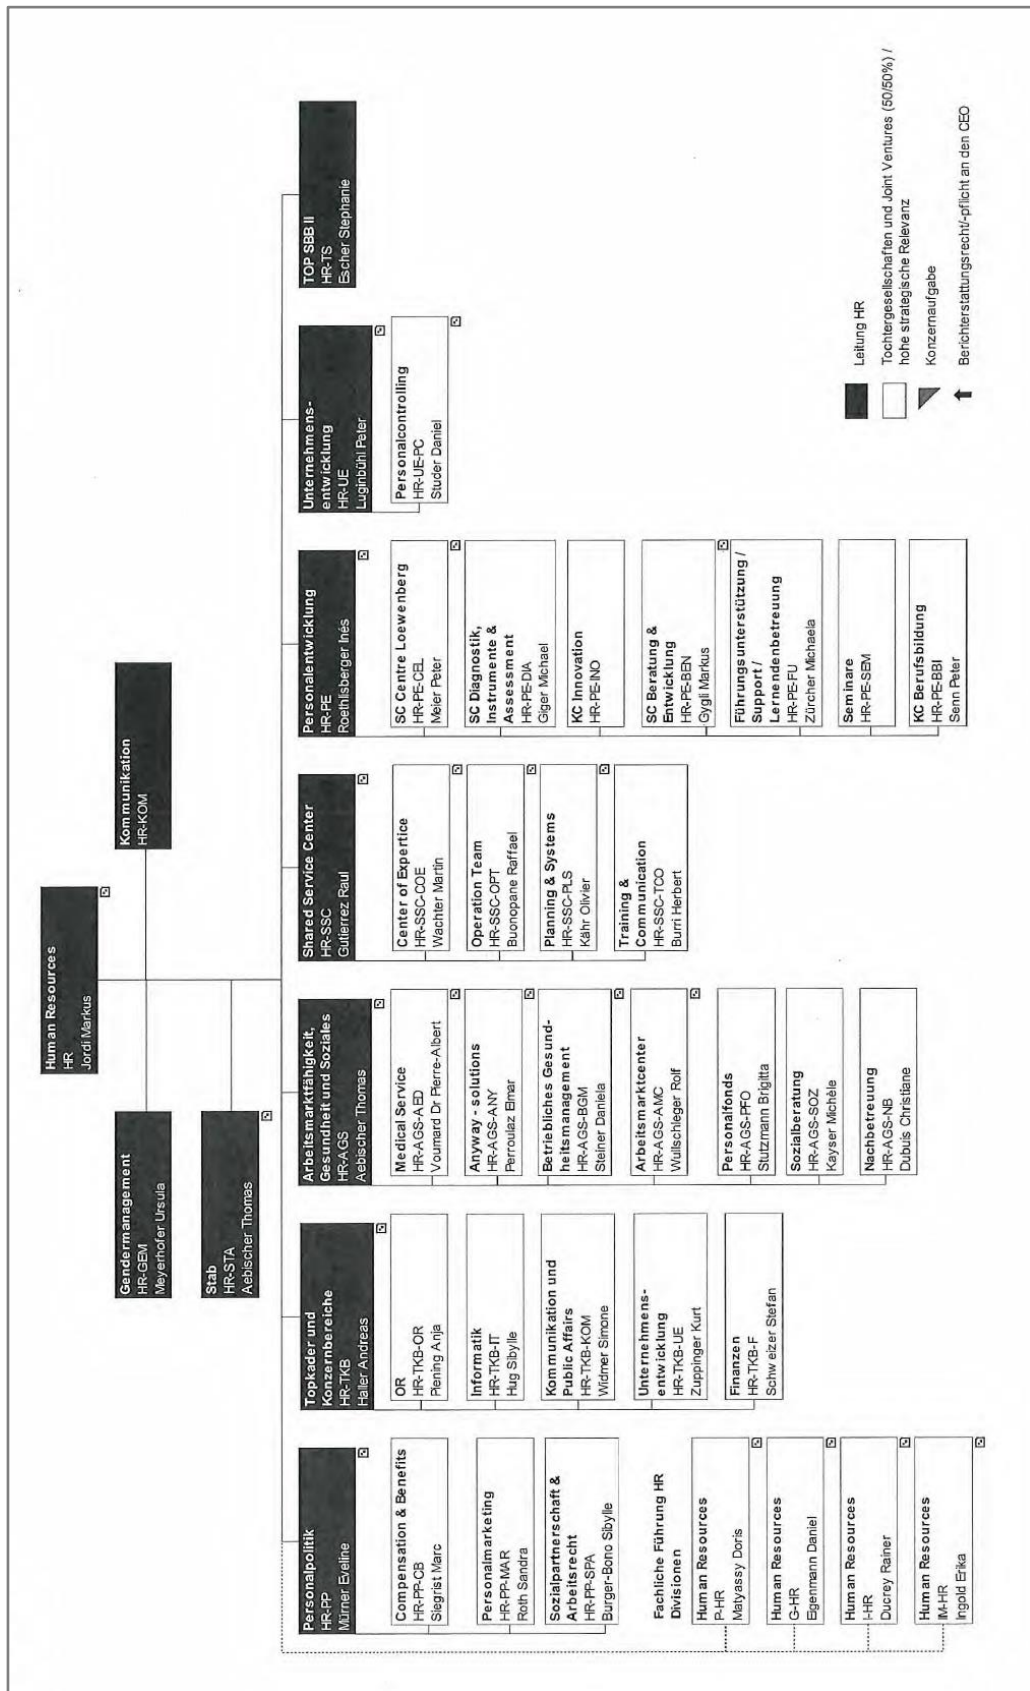 Human Resources
HR
Jordi Markus
Gendermanagement
HR-GEM
Meyerhofer Ursula
Kommunikation
HR-KOM
Stab
HR-STA
Aebischer Thomas
Personalpolitik
HR-PP
Mürner Eveline
Compensation & Benefits
HR-PP-CB
Siegrist Marc
Personalmarketing
HR-PP-MAR
Roth Sandra
Sozialpartnerschaft &
Arbeitsrecht
HR-PP-SPA
Burger-Bono Sibylle
Fachliche Führung HR
Divisionen
Human Resources
P-HR
Matyassy Doris
Human Resources
G-HR
Eigenmann Daniel
Human Resources
I-HR
Ducrey Rainer
Human Resources
IM-HR
Ingold Erika
Topkader und
Konzernbereiche
HR-TKB
Haller Andreas
OR
HR-TKB-OR
Piening Anja
Informatik
HR-TKB-IT
Hug Sibylle
Kommunikation und
Public Affairs
HR-TKB-KOM
Widmer Simone
Unternehmens-
entwicklung
HR-TKB-UE
Zuppinger Kurt
Finanzen
HR-TKB-F
Schweizer Stefan
Arbeitsmarktfähigkeit,
Gesundheit und Soziales
HR-AGS
Aebischer Thomas
Medical Service
HR-AGS-AED
Voumard Dr Pierre-Albert
Anyway - solutions
HR-AGS-ANY
Perroulaz Elmar
Betriebliches Gesund-
heitsmanagement
HR-AGS-BGM
Steiner Daniela
Arbeitsmarktcenter
HR-AGS-AMC
Wullschleger Rolf
Personalfonds
HR-AGS-PFO
Stutzmann Brigitta
Sozialberatung
HR-AGS-SOZ
Kayser Michèle
Nachbetreuung
HR-AGS-NB
Dubuis Christiane
Shared Service Center
HR-SSC
Gutierrez Raul
Center of Expertice
HR-SSC-COE
Wachter Martin
Operation Team
HR-SSC-OPT
Buonopane Raffael
Planning & Systems
HR-SSC-PLS
Kähr Olivier
Training &
Communication
HR-SSC-TCO
Burri Herbert
Personalentwicklung
HR-PE
Roethlisberger Inés
SC Centre Loewenberg
HR-PE-CEL
Meier Peter
SC Diagnostik,
Instrumente &
Assessment
HR-PE-DIA
Giger Michael
KC Innovation
HR-PE-INO
SC Beratung &
Entwicklung
HR-PE-BEN
Gygli Markus
Führungsunterstützung /
Support /
Lernendenbetreuung
HR-PE-FU
Zürcher Michaela
Seminare
HR-PE-SEM
KC Berufsbildung
HR-PE-BBI
Senn Peter
Unternehmens-
entwicklung
HR-UE
Luginbühl Peter
Personalcontrolling
HR-UE-PC
Studer Daniel
TOP SBB II
HR-TS
Escher Stephanie
Leitung HR
Tochtergesellschaften und Joint Ventures (50/50%) /
hohe strategische Relevanz
Konzernaufgabe
Berichterstattungsrecht/-pflicht an den CEO